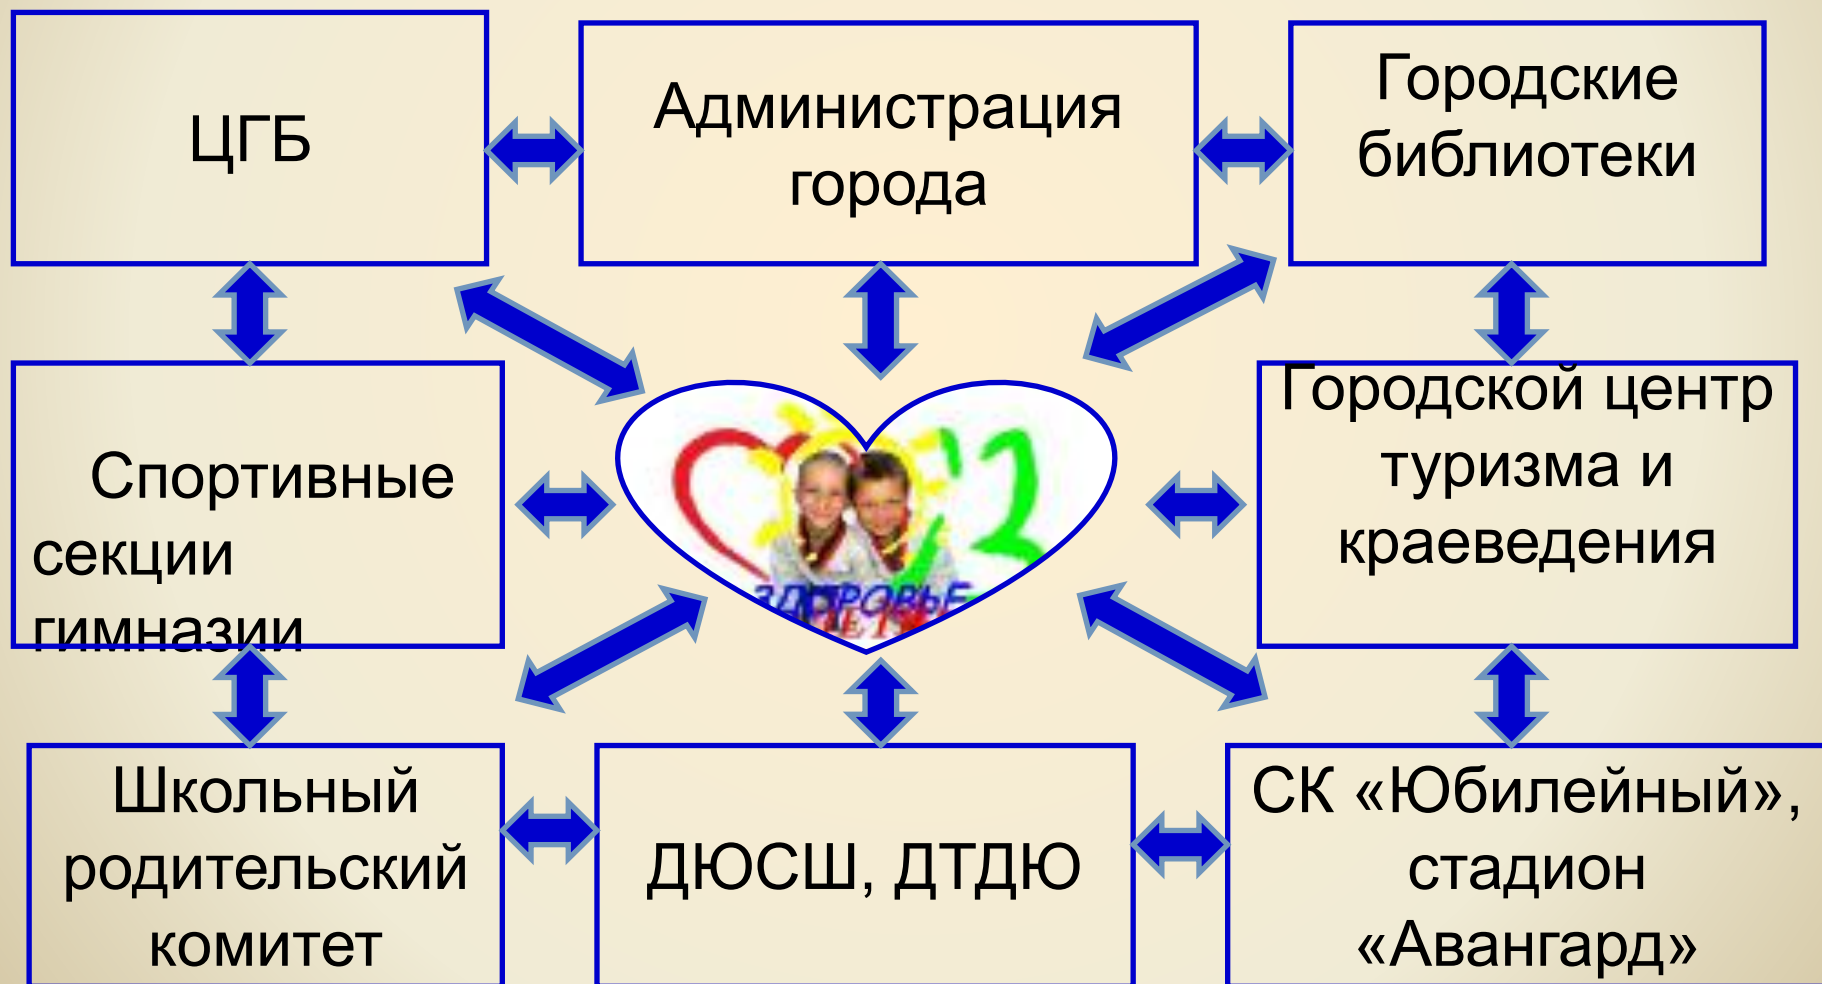 ЦГБ
Администрация
города
Городские
библиотеки
Спортивные
секции
гимназии
Городской центр
туризма и
краеведения
ЗДОРОВЬЕ
Школьный
родительский
комитет
ДЮСШ, ДТДЮ
СК «Юбилейный»,
стадион
«Авангард»